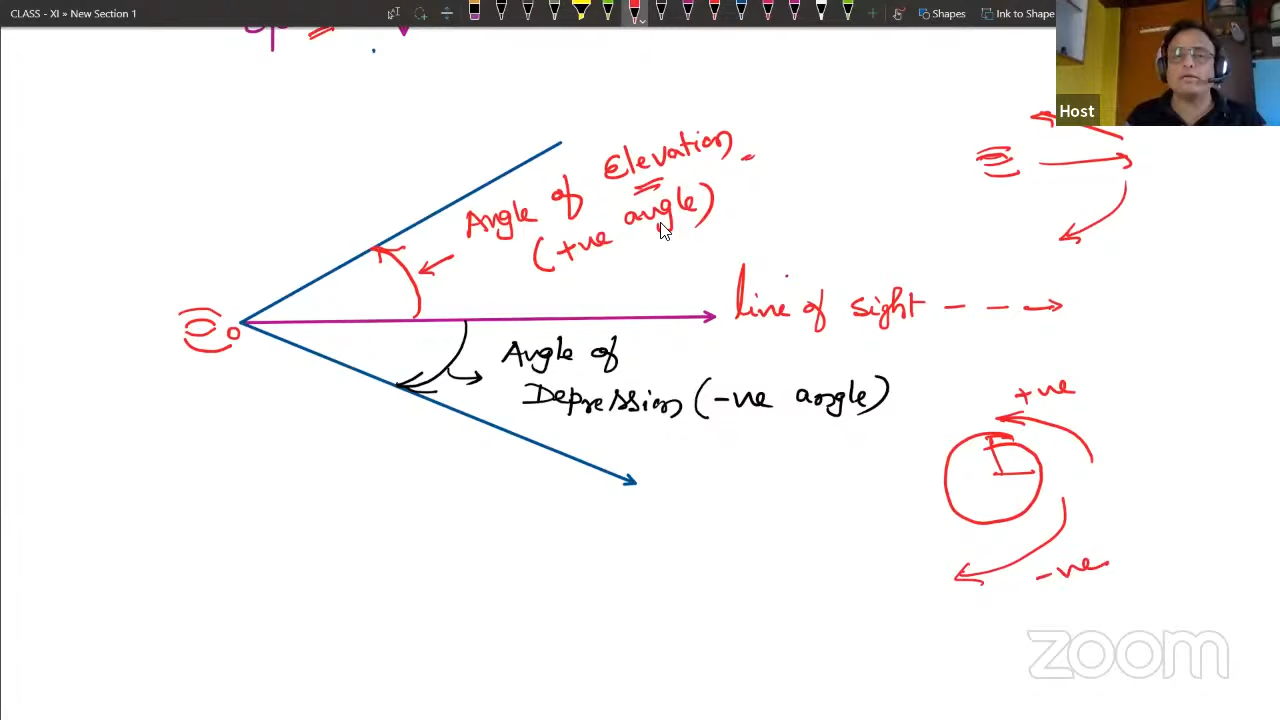 CLASS - XI » New Section 1
Shapes
Ink to Shape
Host
Angle of Elevation
(+ve angle)
line of sight
O
Angle of
Depression (-ve angle)
+ve
-ve
zoom